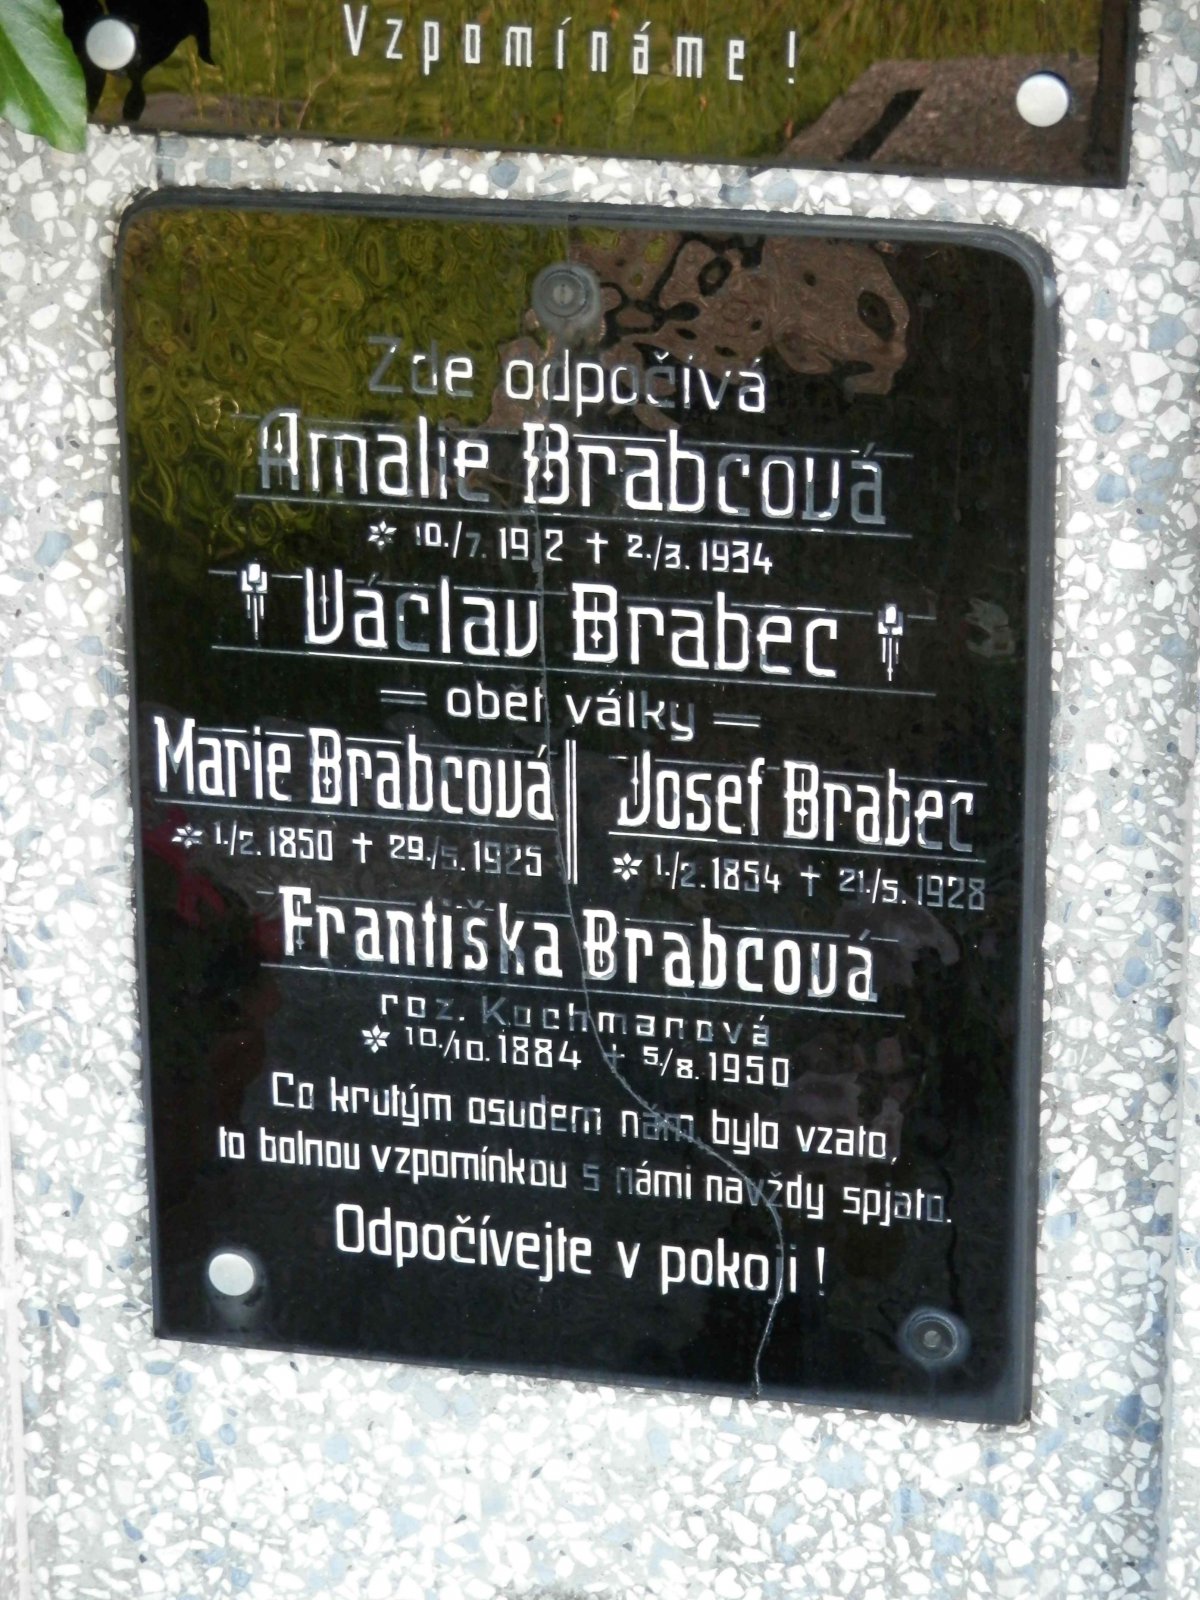 Vzpomínáme!
Zde odpočívá
Amalie Brabcová
* 10./7. 1912 † 2./3. 1934
Václav Brabec
= oběť války =
Marie Brabcová
* 1./2. 1850 † 29./5. 1925
Josef Brabec
* 1./2. 1854 † 21./5. 1928
Františka Brabcová
roz. Kochmanová
* 10./10. 1884 † 5./8. 1950
Co krutým osudem nám bylo vzato,
to bolnou vzpomínkou s námi navždy spjato.
Odpočívejte v pokoji!